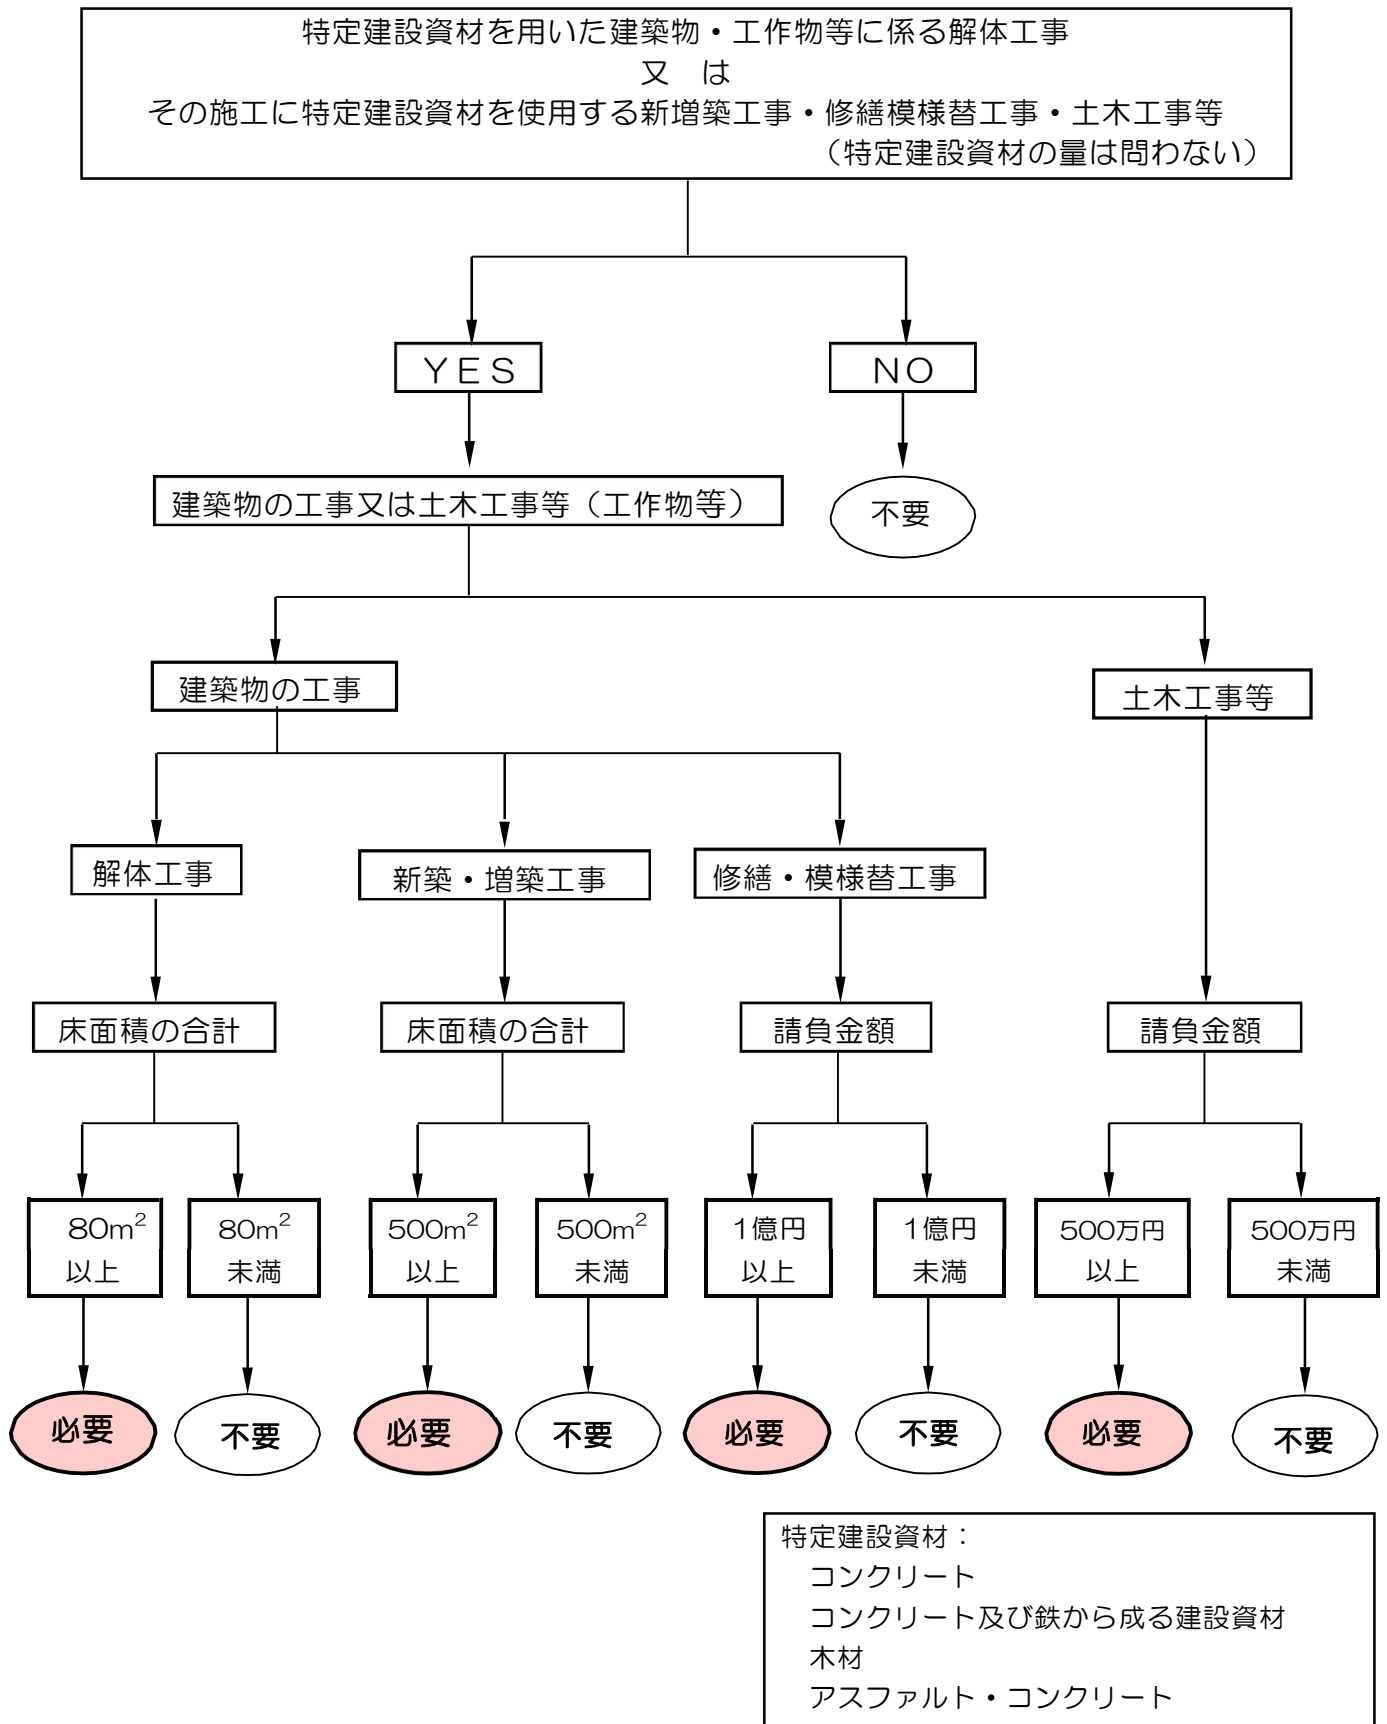 特定建設資材を用いた建築物・工作物等に係る解体工事
又　は
その施工に特定建設資材を使用する新増築工事・修繕模様替工事・土木工事等
（特定建設資材の量は問わない）
ＹＥＳ
ＮＯ
建築物の工事又は土木工事等（工作物等）
不要
建築物の工事
土木工事等
解体工事
新築・増築工事
修繕・模様替工事
床面積の合計
床面積の合計
請負金額
請負金額
80m²
以上
80m²
未満
500m²
以上
500m²
未満
1億円
以上
1億円
未満
500万円
以上
500万円
未満
必要
不要
必要
不要
必要
不要
必要
不要
特定建設資材：
コンクリート
コンクリート及び鉄から成る建設資材
木材
アスファルト・コンクリート